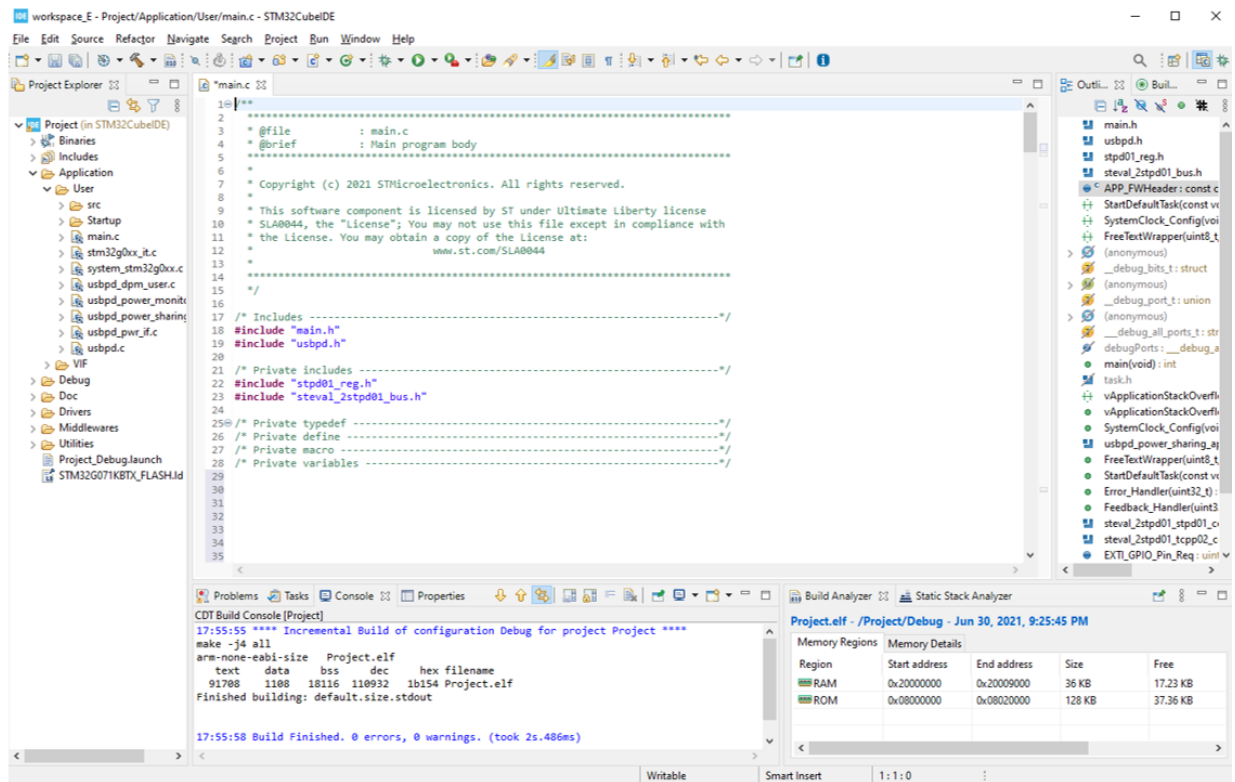 IDE workspace_E - Project/Application/User/main.c - STM32CubeIDE
File Edit Source Refactor Navigate Search Project Run Window Help
Project Explorer
Project (in STM32CubeIDE)
Binaries
Includes
Application
User
src
Startup
main.c
stm32g0xx_it.c
system_stm32g0xx.c
usbpd_dpm_user.c
usbpd_power_monito
usbpd_power_sharing
usbpd_pwr_if.c
usbpd.c
VIF
Debug
Doc
Drivers
Middlewares
Utilities
Project_Debug.launch
STM32G071KBTX_FLASH.ld
*main.c
1 /**
2 ******************************************************************************
3 * @file : main.c
4 * @brief : Main program body
5 ******************************************************************************
6 *
7 * Copyright (c) 2021 STMicroelectronics. All rights reserved.
8 *
9 * This software component is licensed by ST under Ultimate Liberty license
10 * SLA0044, the "License"; You may not use this file except in compliance with
11 * the License. You may obtain a copy of the License at:
12 www.st.com/SLA0044
13 *
14 ******************************************************************************
15 */
16
17 /* Includes ------------------------------------------------------------------*/
18 #include "main.h"
19 #include "usbpd.h"
20
21 /* Private includes ----------------------------------------------------------*/
22 #include "stpd01_reg.h"
23 #include "steval_2stpd01_bus.h"
24
25 /* Private typedef -----------------------------------------------------------*/
26 /* Private define ------------------------------------------------------------*/
27 /* Private macro -------------------------------------------------------------*/
28 /* Private variables ---------------------------------------------------------*/
29
30
31
32
33
34
35
Outli... Buil...
main.h
usbpd.h
stpd01_reg.h
steval_2stpd01_bus.h
APP_FWHeader : const c
StartDefaultTask(const vo
SystemClock_Config(voi
FreeTextWrapper(uint8_t
(anonymous)
__debug_bits_t : struct
(anonymous)
__debug_port_t : union
(anonymous)
__debug_all_ports_t : str
debugPorts : __debug_a
main(void) : int
task.h
vApplicationStackOverfl
vApplicationStackOverfl
SystemClock_Config(voi
usbpd_power_sharing_ap
FreeTextWrapper(uint8_t
StartDefaultTask(const vo
Error_Handler(uint32_t) :
Feedback_Handler(uint3
steval_2stpd01_stpd01_c
steval_2stpd01_tcpp02_c
EXTI_GPIO_Pin_Req : uint
Problems Tasks Console Properties
CDT Build Console [Project]
17:55:55 **** Incremental Build of configuration Debug for project Project ****
make -j4 all
arm-none-eabi-size Project.elf
text data bss dec hex filename
91708 1108 18116 110932 1b154 Project.elf
Finished building: default.size.stdout
17:55:58 Build Finished. 0 errors, 0 warnings. (took 2s.486ms)
Build Analyzer Static Stack Analyzer
Project.elf - /Project/Debug - Jun 30, 2021, 9:25:45 PM
Memory Regions Memory Details
Region Start address End address Size Free
RAM 0x20000000 0x20009000 36 KB 17.23 KB
ROM 0x08000000 0x08020000 128 KB 37.36 KB
Writable Smart Insert 1 : 1 : 0